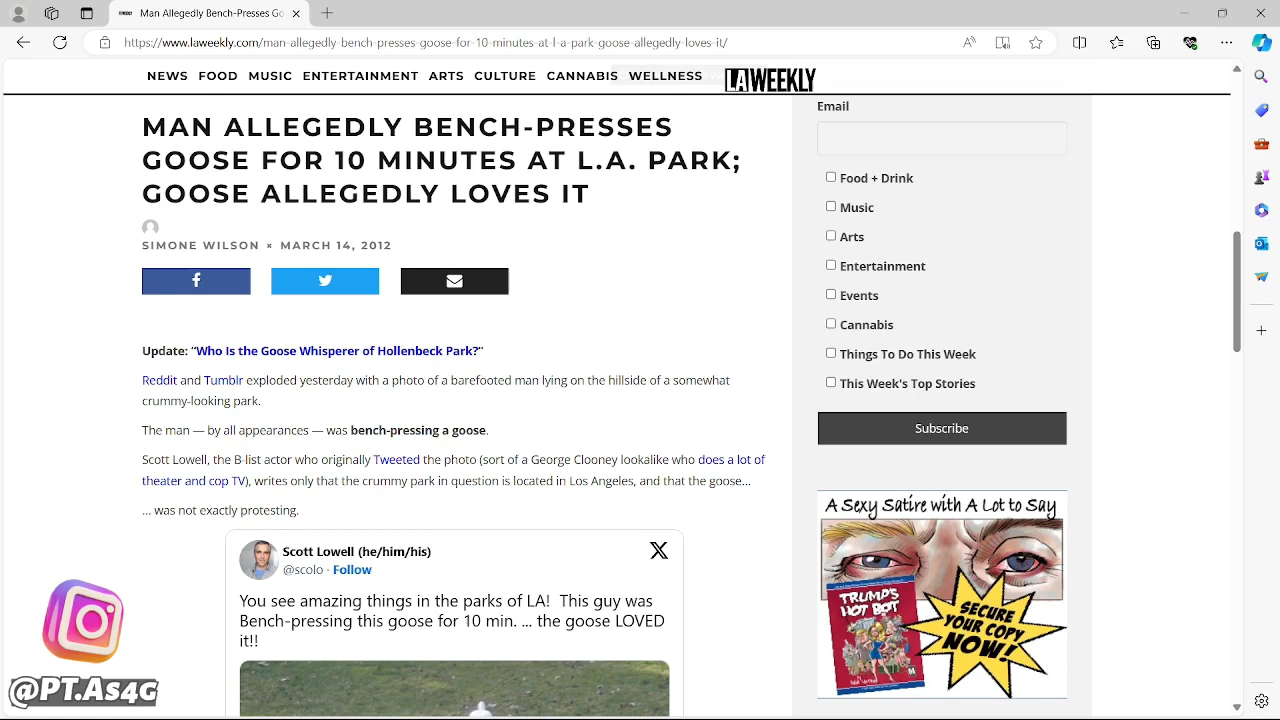 Man Allegedly Bench-Presses Go
https://www.laweekly.com/man-allegedly-bench-presses-goose-for-10-minutes-at-l-a-park-goose-allegedly-loves-it/
NEWS FOOD MUSIC ENTERTAINMENT ARTS CULTURE CANNABIS WELLNESS
LA WEEKLY
MAN ALLEGEDLY BENCH-PRESSES
GOOSE FOR 10 MINUTES AT L.A. PARK;
GOOSE ALLEGEDLY LOVES IT
SIMONE WILSON × MARCH 14, 2012
Update: “Who Is the Goose Whisperer of Hollenbeck Park?“
Reddit and Tumblr exploded yesterday with a photo of a barefooted man lying on the hillside of a somewhat
crummy-looking park.
The man — by all appearances — was bench-pressing a goose.
Scott Lowell, the B-list actor who originally Tweeted the photo (sort of a George Clooney lookalike who does a lot of
theater and cop TV), writes only that the crummy park in question is located in Los Angeles, and that the goose…
… was not exactly protesting.
Scott Lowell (he/him/his)
@scolo · Follow
You see amazing things in the parks of LA! This guy was
Bench-pressing this goose for 10 min. ... the goose LOVED
it!!
Email
Food + Drink
Music
Arts
Entertainment
Events
Cannabis
Things To Do This Week
This Week's Top Stories
Subscribe
A Sexy Satire with A Lot to Say
TRUMP'S
HOT BOT
SECURE
YOUR COPY
NOW!
@PT.As4G